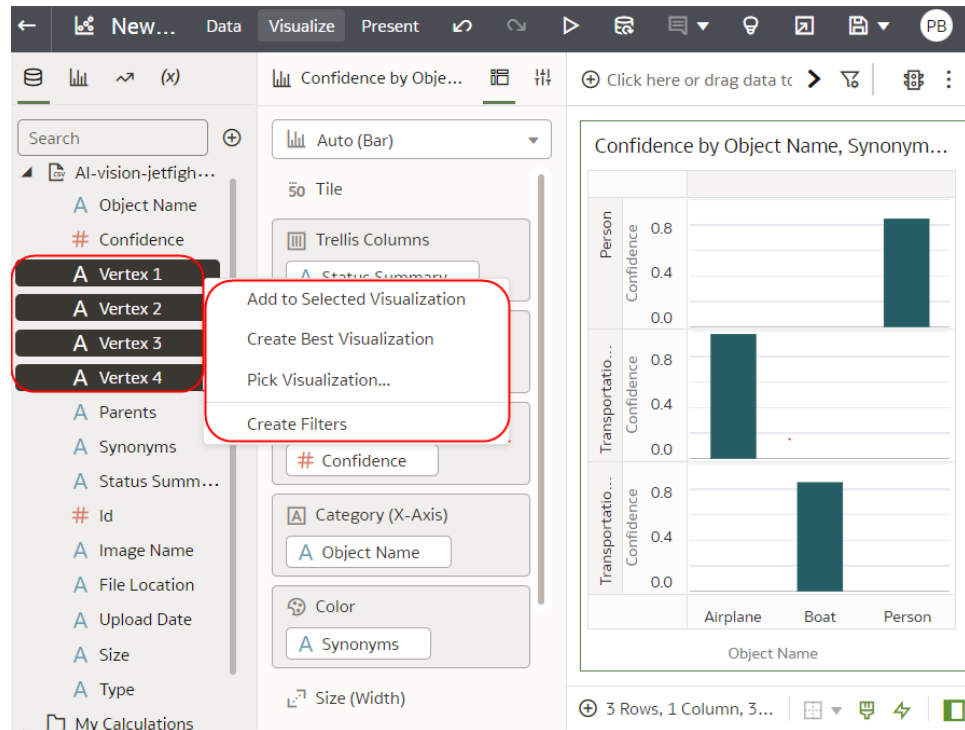 New...
Data
Visualize
Present
PB
(x)
Confidence by Obje...
Click here or drag data tc
Search
AI-vision-jetfigh...
A Object Name
# Confidence
A Vertex 1
A Vertex 2
A Vertex 3
A Vertex 4
A Parents
A Synonyms
A Status Summ...
# Id
A Image Name
A File Location
A Upload Date
A Size
A Type
My Calculations
Add to Selected Visualization
Create Best Visualization
Pick Visualization...
Create Filters
Auto (Bar)
50 Tile
Trellis Columns
A Status Summary
# Confidence
A Category (X-Axis)
A Object Name
Color
A Synonyms
Size (Width)
Confidence by Object Name, Synonym...
Person
Confidence
0.8
0.4
0.0
Transportatio...
Confidence
0.8
0.4
0.0
Transportatio...
Confidence
0.8
0.4
0.0
Airplane
Boat
Person
Object Name
3 Rows, 1 Column, 3...